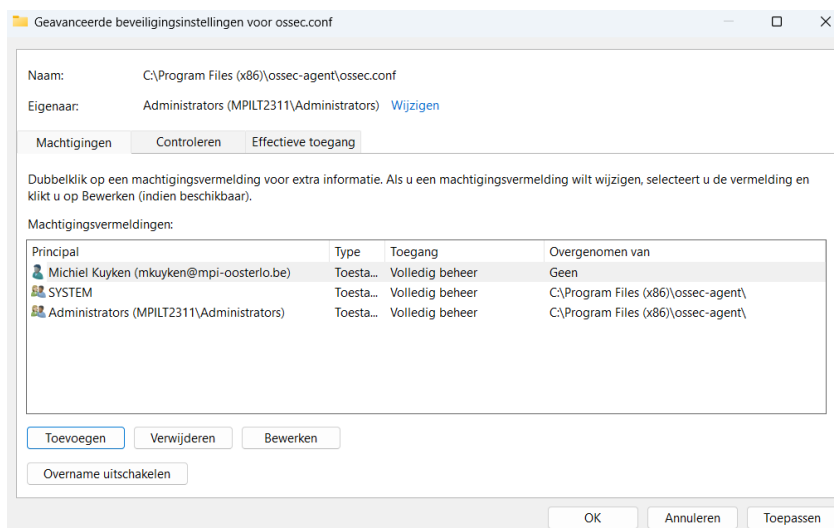 Geavanceerde beveiligingsinstellingen voor ossec.conf
Naam: C:\Program Files (x86)\ossec-agent\ossec.conf
Eigenaar: Administrators (MPILT2311\Administrators) Wijzigen
Machtigingen Controleren Effectieve toegang
Dubbelklik op een machtigingsvermelding voor extra informatie. Als u een machtigingsvermelding wilt wijzigen, selecteert u de vermelding en
klikt u op Bewerken (indien beschikbaar).
Machtigingsvermeldingen:
Principal Type Toegang Overgenomen van
Michiel Kuyken (mkuyken@mpi-oosterlo.be) Toesta... Volledig beheer Geen
SYSTEM Toesta... Volledig beheer C:\Program Files (x86)\ossec-agent\
Administrators (MPILT2311\Administrators) Toesta... Volledig beheer C:\Program Files (x86)\ossec-agent\
Toevoegen Verwijderen Bewerken
Overname uitschakelen
OK Annuleren Toepassen